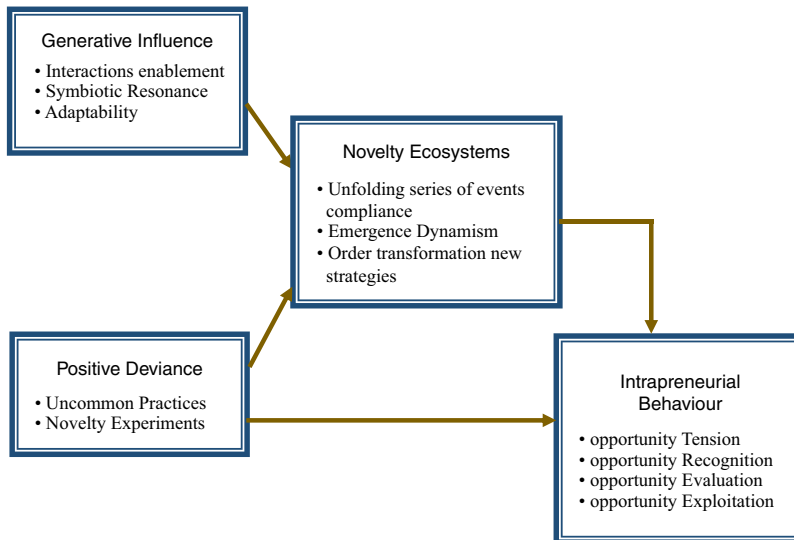 Generative Influence
• Interactions enablement
• Symbiotic Resonance
• Adaptability
Novelty Ecosystems
• Unfolding series of events
compliance
• Emergence Dynamism
• Order transformation new
strategies
Positive Deviance
• Uncommon Practices
• Novelty Experiments
Intrapreneurial
Behaviour
• opportunity Tension
• opportunity Recognition
• opportunity Evaluation
• opportunity Exploitation